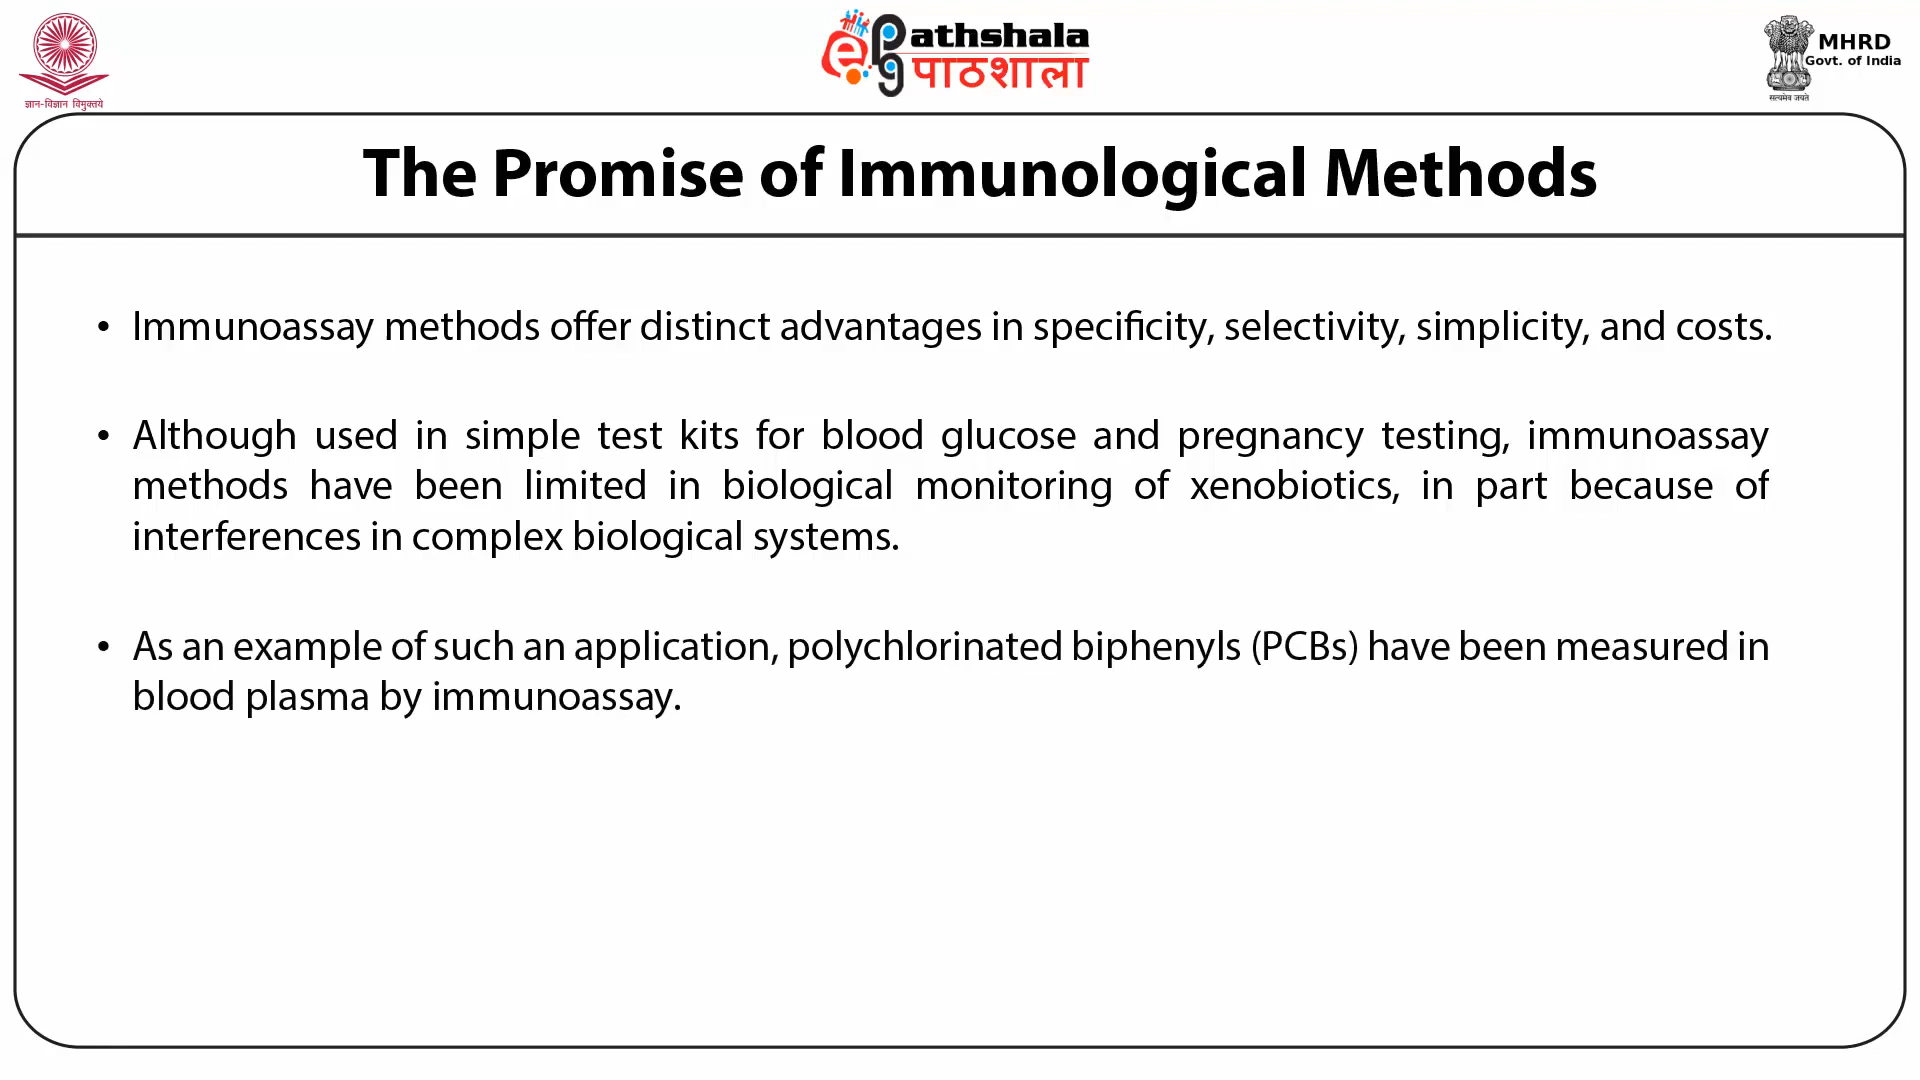 ज्ञान-विज्ञान विमुक्तये
ePathshala
पाठशाला
MHRD
Govt. of India
सत्यमेव जयते
The Promise of Immunological Methods
• Immunoassay methods offer distinct advantages in specificity, selectivity, simplicity, and costs.
• Although used in simple test kits for blood glucose and pregnancy testing, immunoassay
methods have been limited in biological monitoring of xenobiotics, in part because of
interferences in complex biological systems.
• As an example of such an application, polychlorinated biphenyls (PCBs) have been measured in
blood plasma by immunoassay.